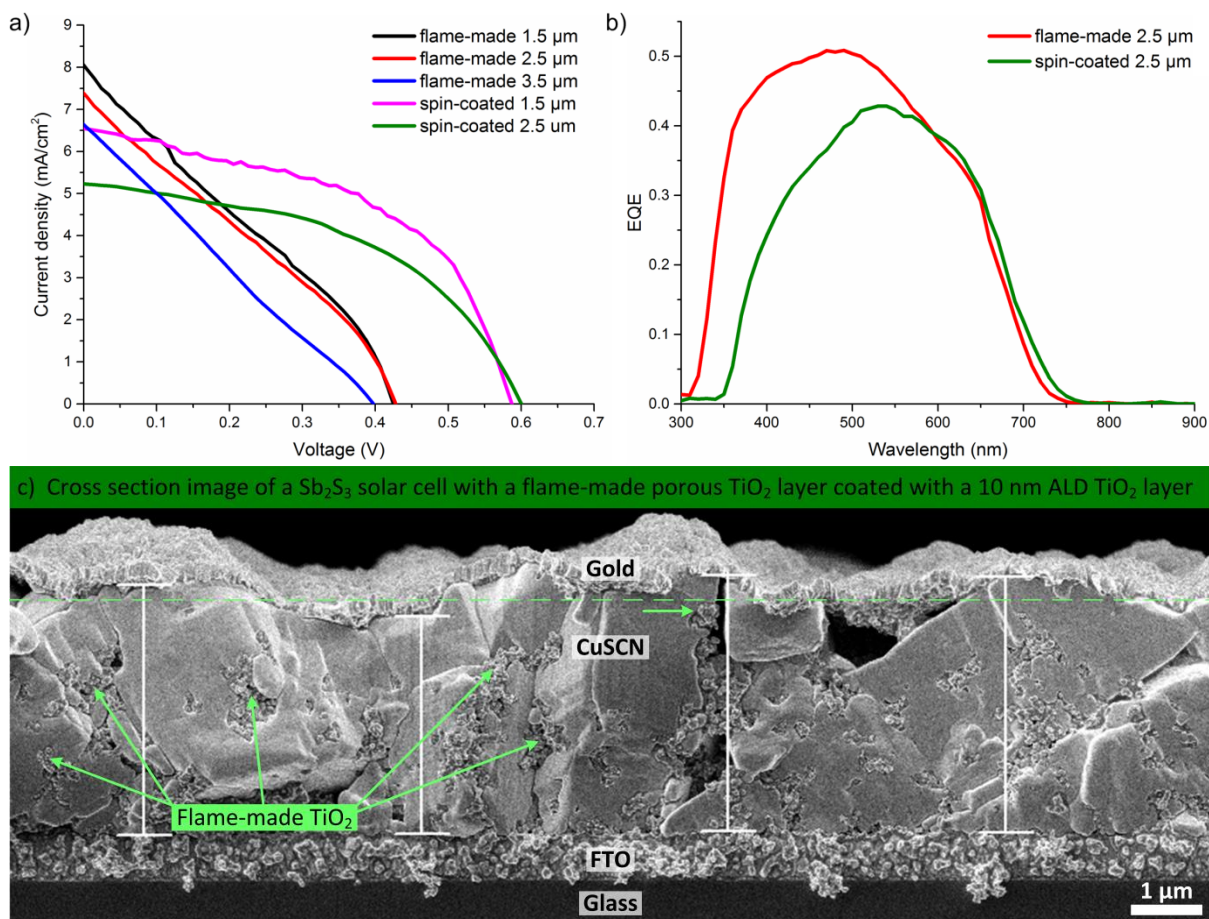 a)
9
8
7
6
5
4
3
2
1
0
Current density (mA/cm²)
flame-made 1.5 µm
flame-made 2.5 µm
flame-made 3.5 µm
spin-coated 1.5 µm
spin-coated 2.5 um
0.0 0.1 0.2 0.3 0.4 0.5 0.6 0.7
Voltage (V)
b)
0.5
0.4
0.3
0.2
0.1
0.0
EQE
flame-made 2.5 µm
spin-coated 2.5 µm
300 400 500 600 700 800 900
Wavelength (nm)
c) Cross section image of a Sb₂S₃ solar cell with a flame-made porous TiO₂ layer coated with a 10 nm ALD TiO₂ layer
Gold
CuSCN
Flame-made TiO₂
FTO
Glass
1 µm